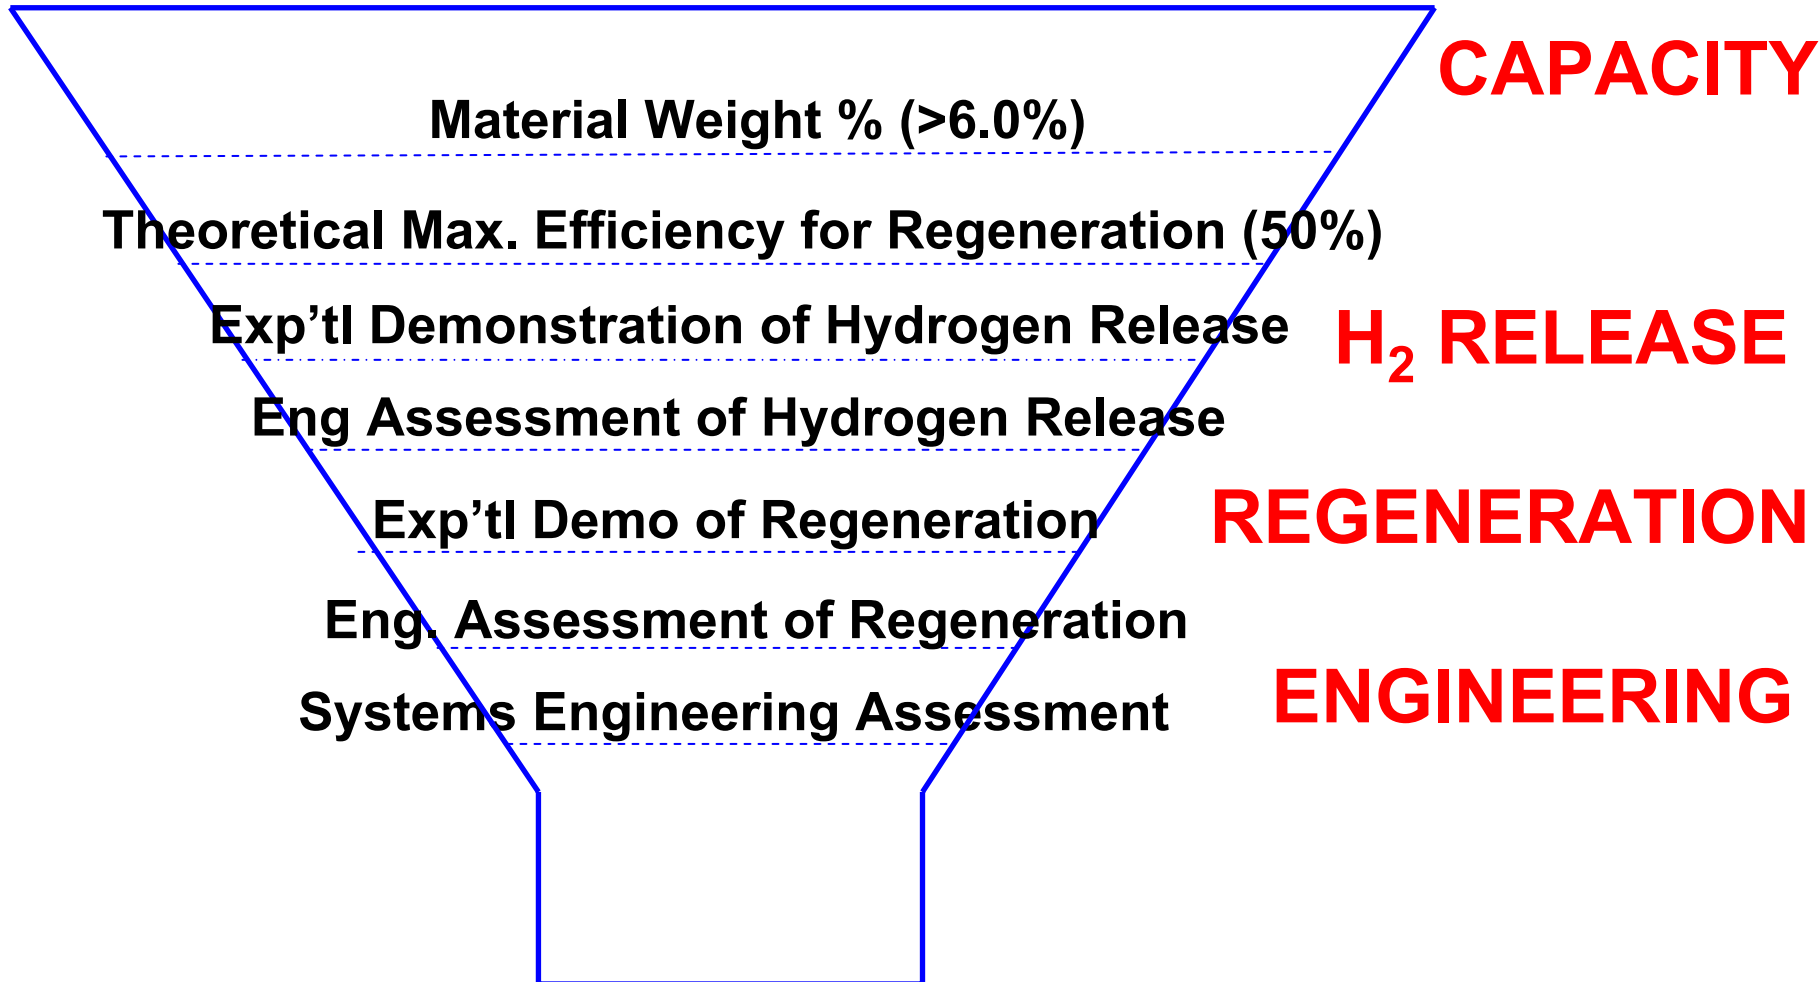 CAPACITY
Material Weight % (>6.0%)
Theoretical Max. Efficiency for Regeneration (50%)
Exp’tl Demonstration of Hydrogen Release
H₂ RELEASE
Eng Assessment of Hydrogen Release
Exp’tl Demo of Regeneration
REGENERATION
Eng. Assessment of Regeneration
Systems Engineering Assessment
ENGINEERING